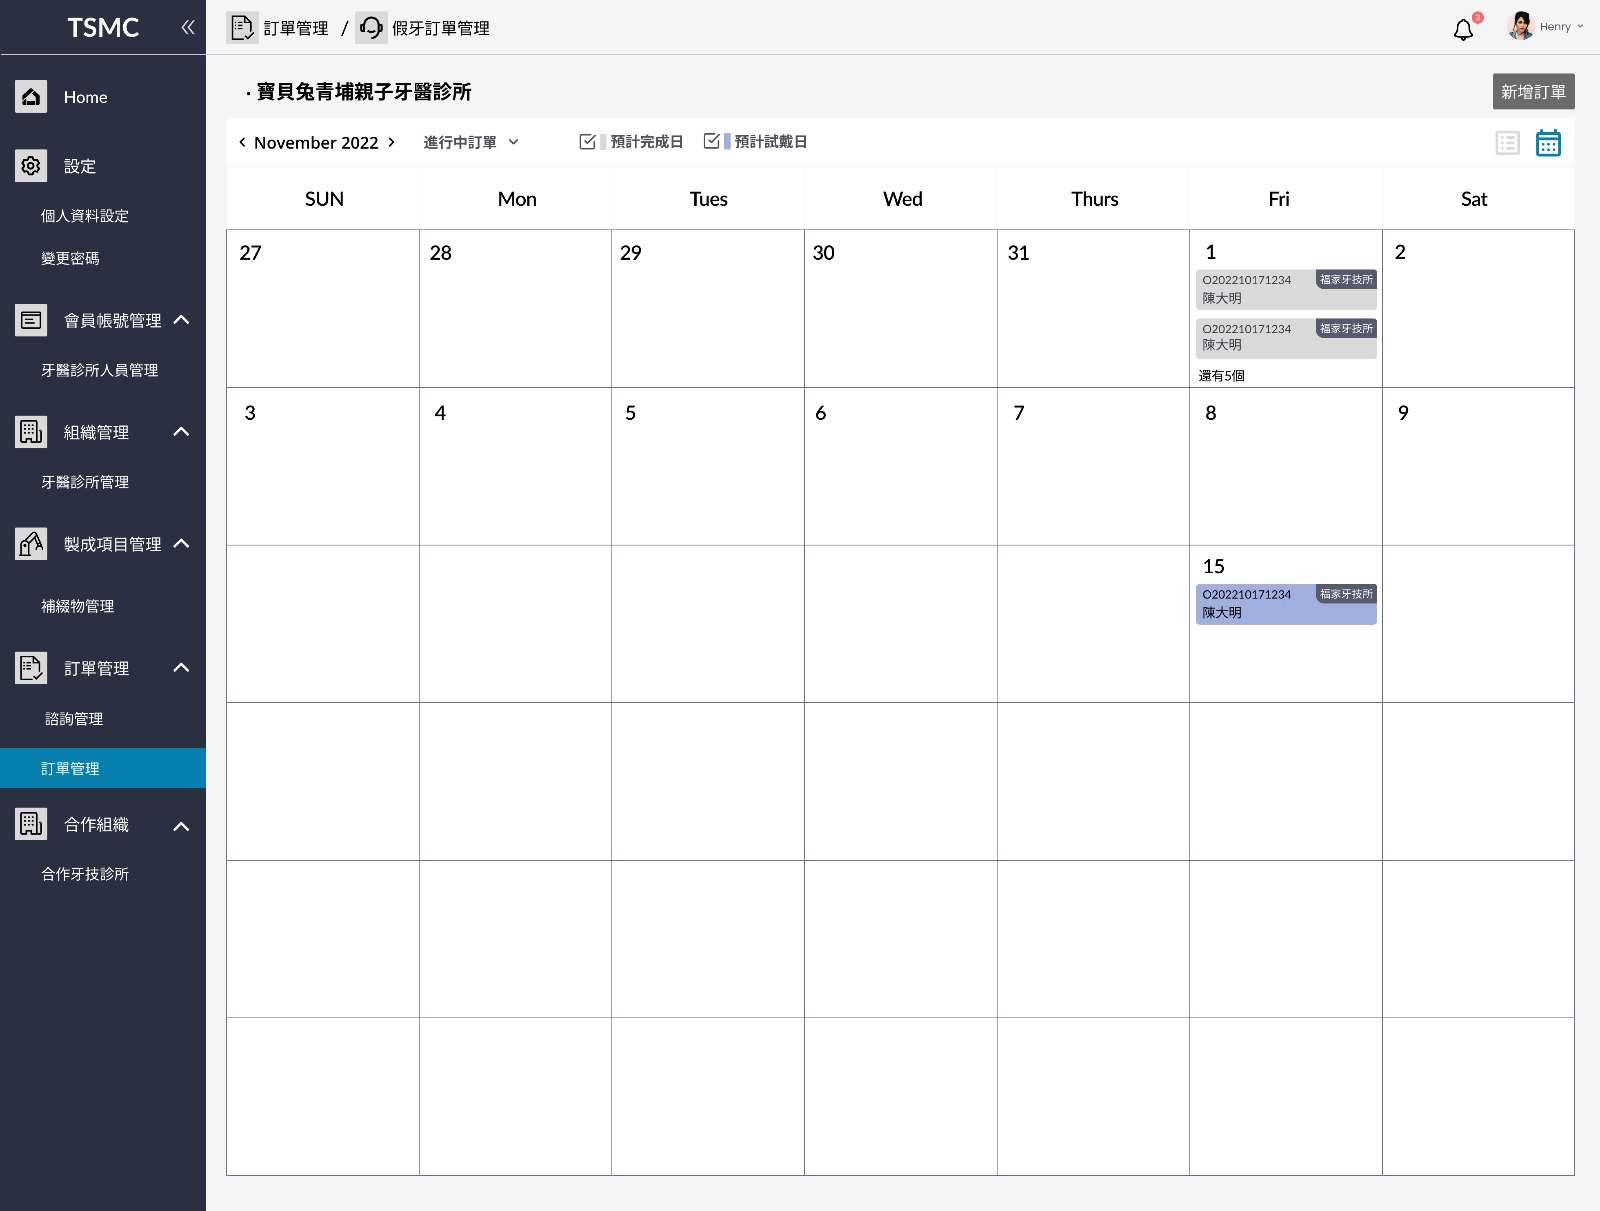 TSMC
訂單管理 / 假牙訂單管理
3
Henry
Home
設定
個人資料設定
變更密碼
會員帳號管理
牙醫診所人員管理
組織管理
牙醫診所管理
製成項目管理
補綴物管理
訂單管理
諮詢管理
訂單管理
合作組織
合作牙技診所
· 寶貝兔青埔親子牙醫診所
新增訂單
November 2022 進行中訂單 預計完成日 預計試戴日
SUN Mon Tues Wed Thurs Fri Sat
27 28 29 30 31 1 2
O202210171234 福家牙技所
陳大明
O202210171234 福家牙技所
陳大明
還有5個
3 4 5 6 7 8 9
15
O202210171234 福家牙技所
陳大明